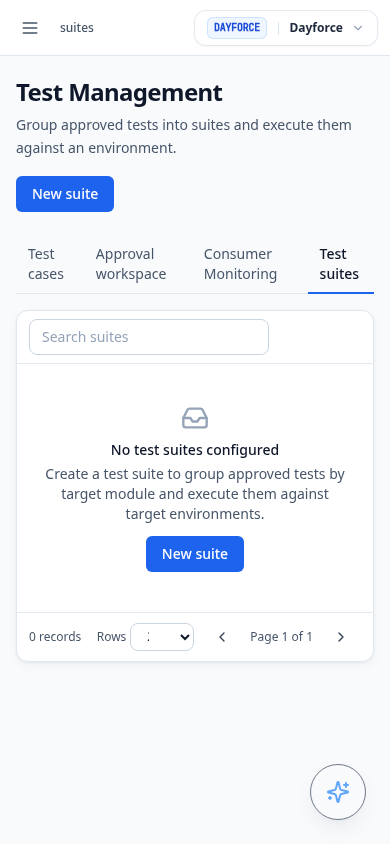 suites
DAYFORCE
Dayforce
Test Management
Group approved tests into suites and execute them
against an environment.
New suite
Test cases
Approval workspace
Consumer Monitoring
Test suites
Search suites
No test suites configured
Create a test suite to group approved tests by
target module and execute them against
target environments.
New suite
0 records Rows Page 1 of 1